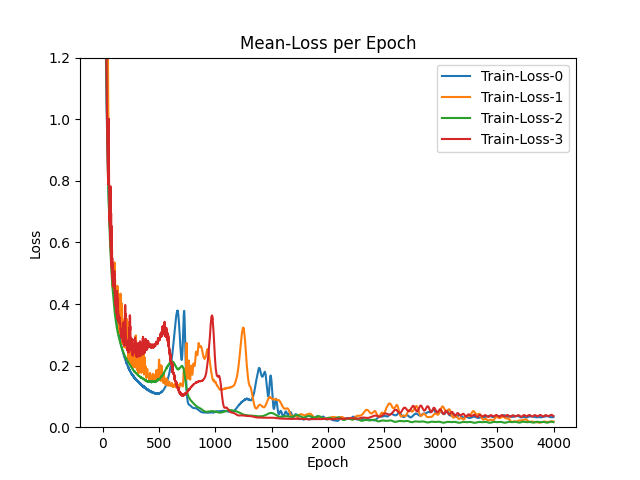 Mean-Loss per Epoch
1.2
1.0
0.8
0.6
0.4
0.2
0.0
Loss
Train-Loss-0
Train-Loss-1
Train-Loss-2
Train-Loss-3
0 500 1000 1500 2000 2500 3000 3500 4000
Epoch